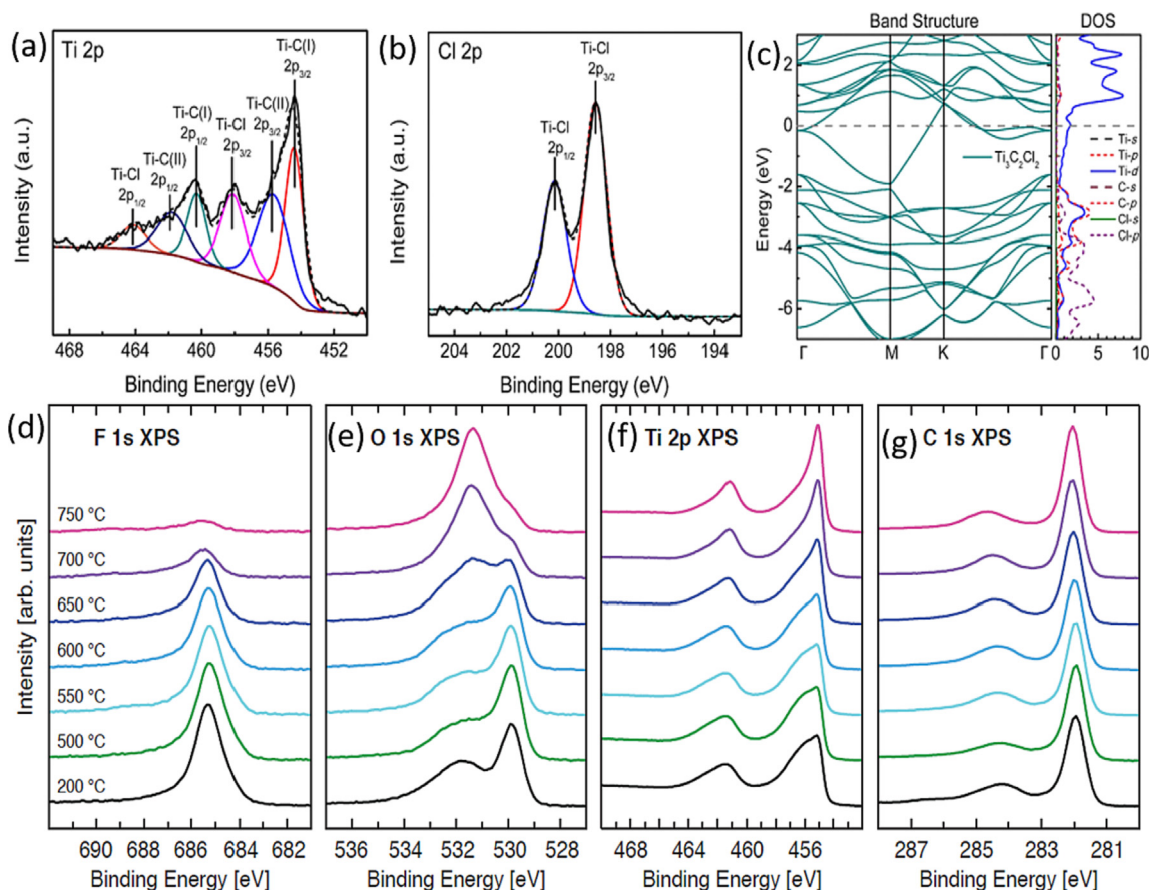 (a) Ti 2p
Ti-C(I)
2p3/2
Ti-C(II)
2p3/2
Ti-Cl
2p3/2
Ti-C(I)
2p1/2
Ti-C(II)
2p1/2
Ti-Cl
2p1/2
Intensity (a.u.)
468 464 460 456 452
Binding Energy (eV)
(b) Cl 2p
Ti-Cl
2p3/2
Ti-Cl
2p1/2
Intensity (a.u.)
204 202 200 198 196 194
Binding Energy (eV)
(c)
Band Structure
DOS
Energy (eV)
2
0
-2
-4
-6
Ti3C2Cl2
Γ M K Γ
Ti-s
Ti-p
Ti-d
C-s
C-p
Cl-s
Cl-p
0 5 10
(d) F 1s XPS
750 °C
700 °C
650 °C
600 °C
550 °C
500 °C
200 °C
Intensity [arb. units]
690 688 686 684 682
Binding Energy [eV]
(e) O 1s XPS
536 534 532 530 528
Binding Energy [eV]
(f) Ti 2p XPS
468 464 460 456
Binding Energy [eV]
(g) C 1s XPS
287 285 283 281
Binding Energy [eV]